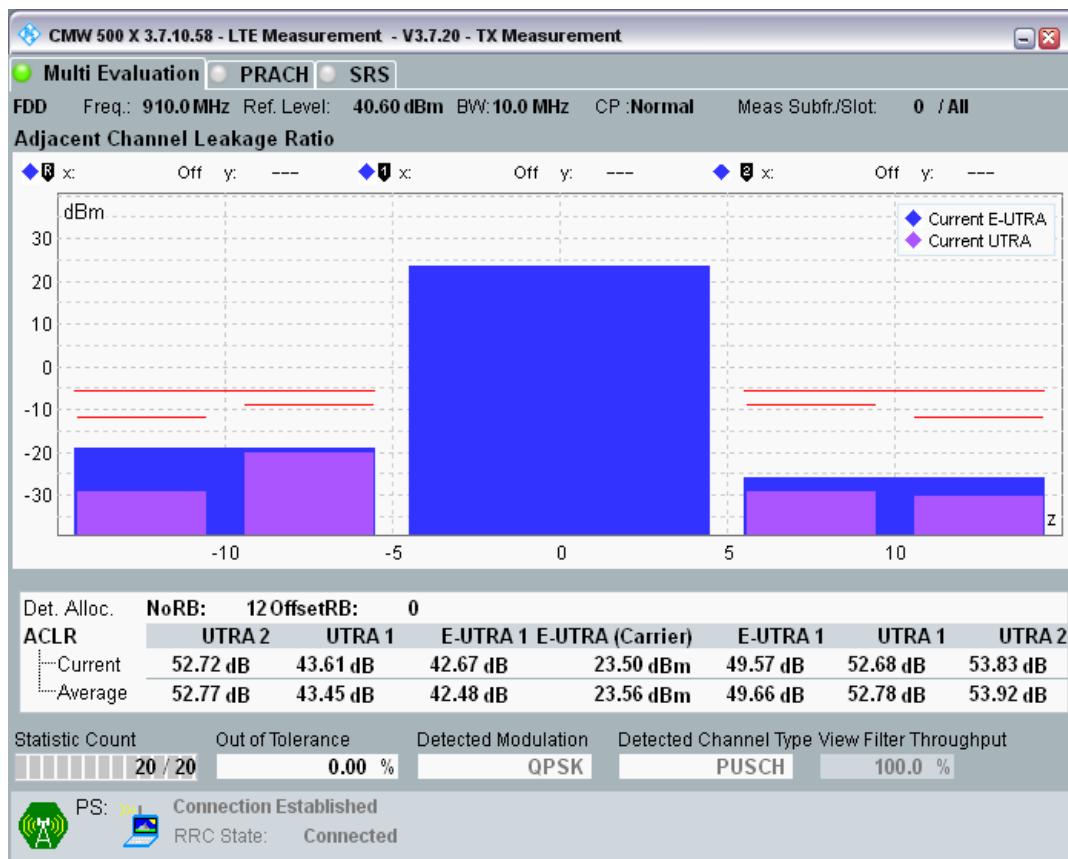 CMW 500 X 3.7.10.58 - LTE Measurement - V3.7.20 - TX Measurement
Multi Evaluation PRACH SRS
FDD Freq.: 910.0 MHz Ref. Level: 40.60 dBm BW: 10.0 MHz CP :Normal Meas Subfr./Slot: 0 / All
Adjacent Channel Leakage Ratio
R x: Off y: --- 1 x: Off y: --- 2 x: Off y: ---
dBm
Current E-UTRA
Current UTRA
30
20
10
0
-10
-20
-30
z
-10 -5 0 5 10
Det. Alloc. NoRB: 12 OffsetRB: 0
ACLR UTRA 2 UTRA 1 E-UTRA 1 E-UTRA (Carrier) E-UTRA 1 UTRA 1 UTRA 2
Current 52.72 dB 43.61 dB 42.67 dB 23.50 dBm 49.57 dB 52.68 dB 53.83 dB
Average 52.77 dB 43.45 dB 42.48 dB 23.56 dBm 49.66 dB 52.78 dB 53.92 dB
Statistic Count Out of Tolerance Detected Modulation Detected Channel Type View Filter Throughput
20 / 20 0.00 % QPSK PUSCH 100.0 %
PS: Connection Established
RRC State: Connected